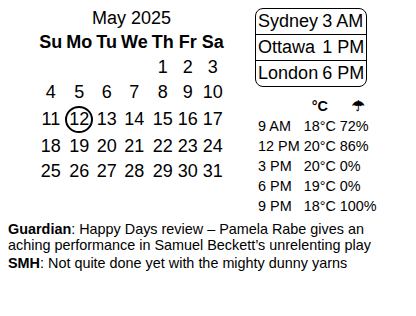 May 2025
Su Mo Tu We Th Fr Sa
1 2 3
4 5 6 7 8 9 10
11 12 13 14 15 16 17
18 19 20 21 22 23 24
25 26 27 28 29 30 31
Sydney 3 AM
Ottawa 1 PM
London 6 PM
°C ☂
9 AM 18°C 72%
12 PM 20°C 86%
3 PM 20°C 0%
6 PM 19°C 0%
9 PM 18°C 100%
Guardian: Happy Days review – Pamela Rabe gives an
aching performance in Samuel Beckett’s unrelenting play
SMH: Not quite done yet with the mighty dunny yarns